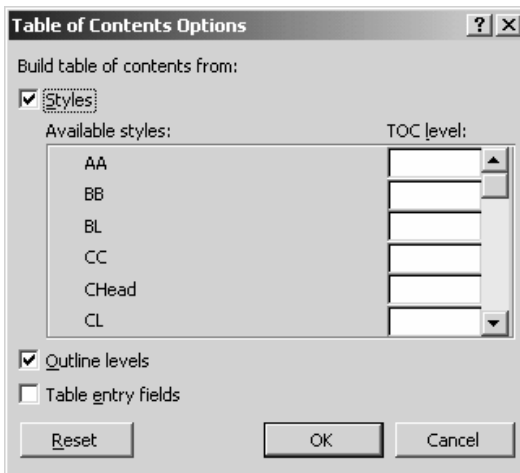 Table of Contents Options
Build table of contents from:
Styles
Available styles: TOC level:
AA
BB
BL
CC
CHead
CL
Outline levels
Table entry fields
Reset OK Cancel